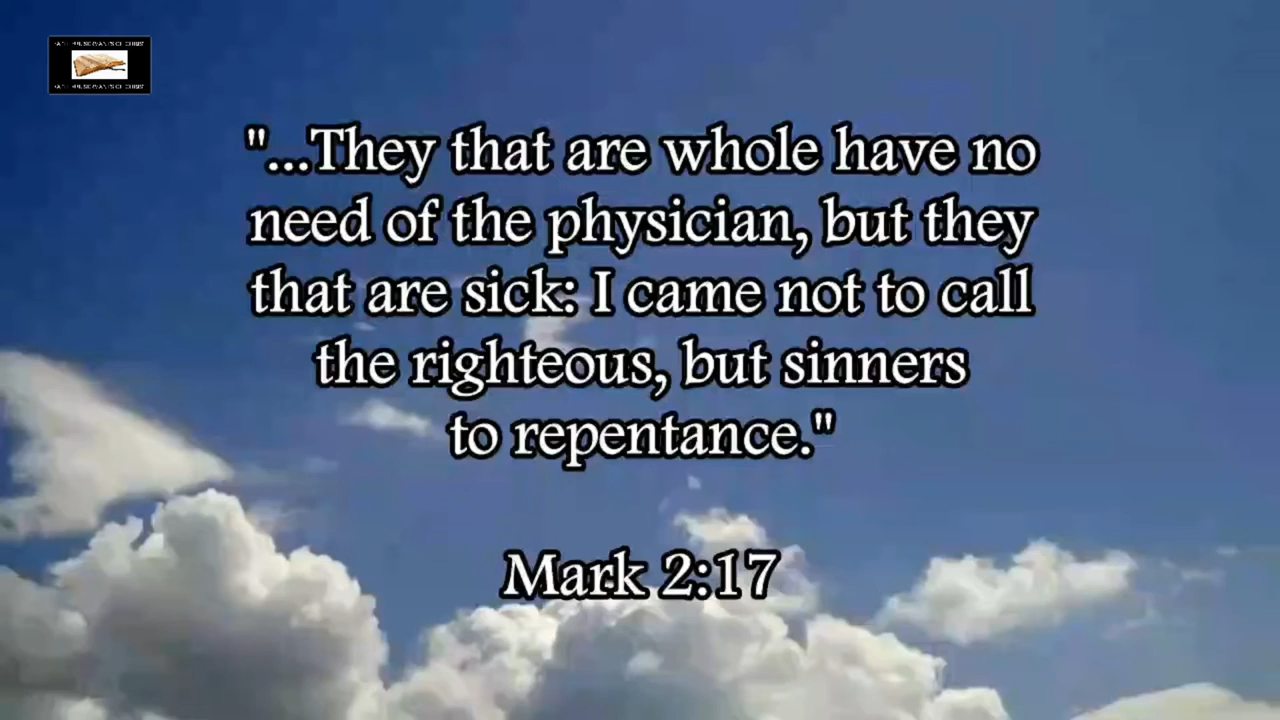 "...They that are whole have no
need of the physician, but they
that are sick: I came not to call
the righteous, but sinners
to repentance."
Mark 2:17